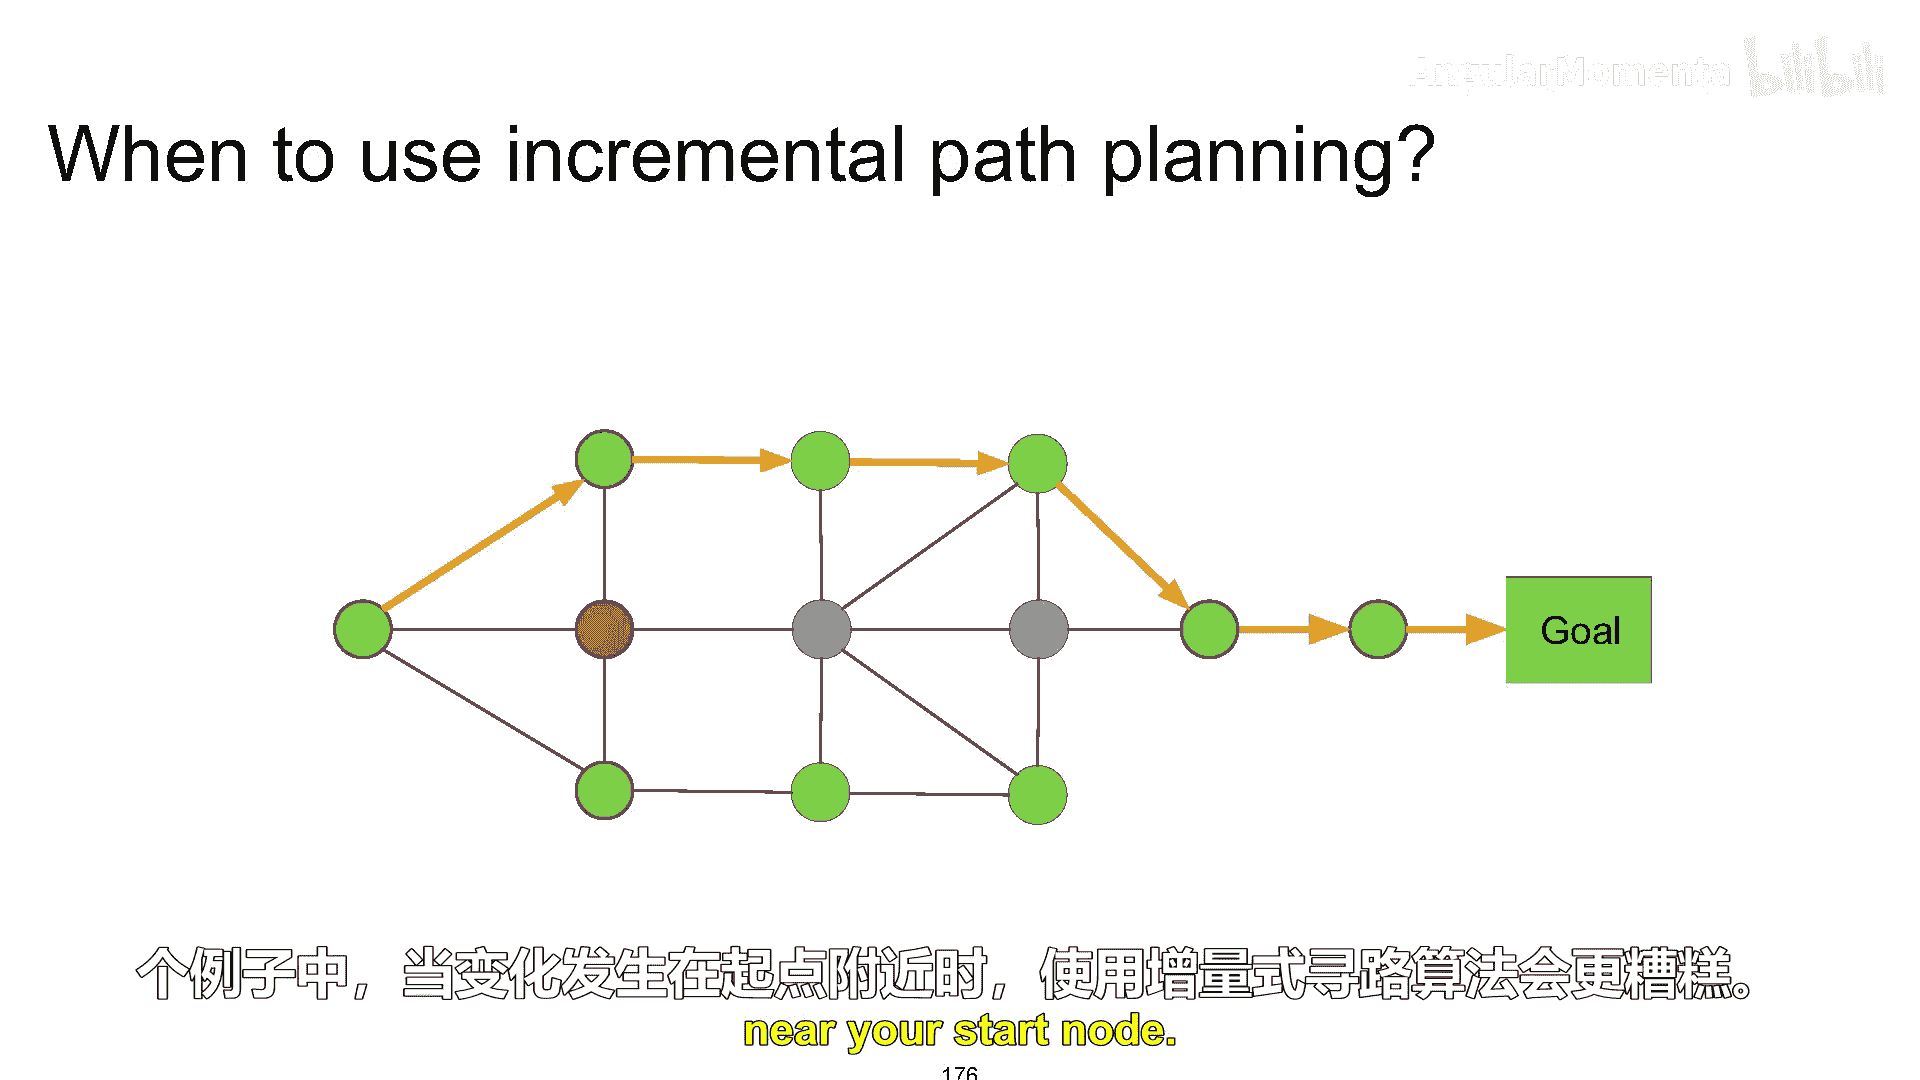 AngularMomenta bilibili
When to use incremental path planning?
Goal
个例子中，当变化发生在起点附近时，使用增量式寻路算法会更糟糕。
near your start node.
176